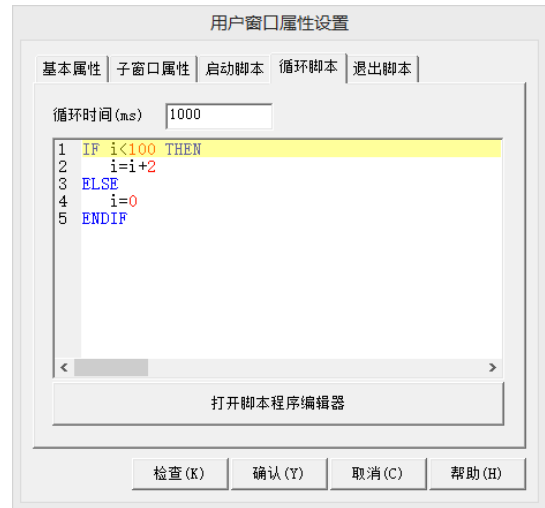 用户窗口属性设置
基本属性 子窗口属性 启动脚本 循环脚本 退出脚本
循环时间(ms) 1000
1 IF i<100 THEN
2 i=i+2
3 ELSE
4 i=0
5 ENDIF
打开脚本程序编辑器
检查(K) 确认(Y) 取消(C) 帮助(H)